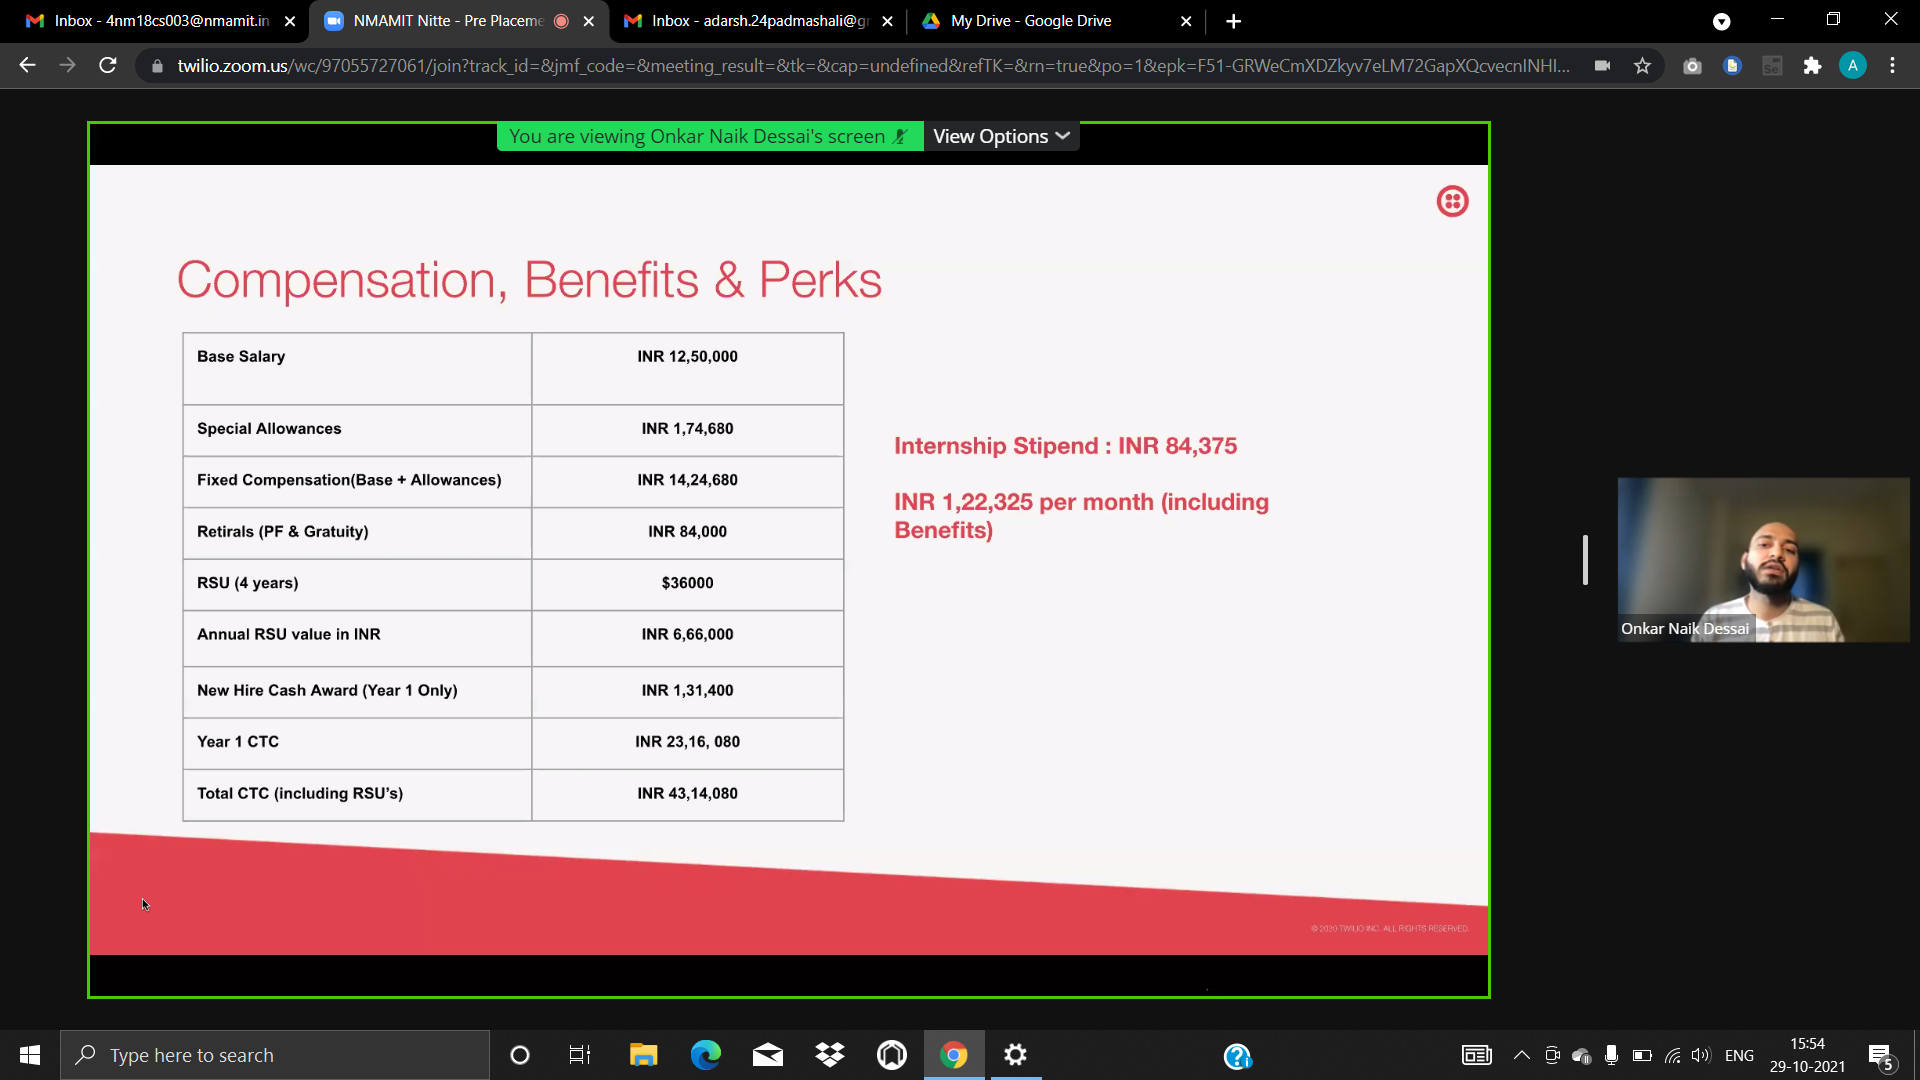 Inbox - 4nm18cs003@nmamit.in
NMAMIT Nitte - Pre Placeme
Inbox - adarsh.24padmashali@gr
My Drive - Google Drive
twilio.zoom.us/wc/97055727061/join?track_id=&jmf_code=&meeting_result=&tk=&cap=undefined&refTK=&rn=true&po=1&epk=F51-GRWeCmXDZkyv7eLM72GapXQcvecnINHI...
Se
A
You are viewing Onkar Naik Dessai's screen
View Options
Compensation, Benefits & Perks
Base Salary INR 12,50,000
Special Allowances INR 1,74,680
Fixed Compensation(Base + Allowances) INR 14,24,680
Retirals (PF & Gratuity) INR 84,000
RSU (4 years) $36000
Annual RSU value in INR INR 6,66,000
New Hire Cash Award (Year 1 Only) INR 1,31,400
Year 1 CTC INR 23,16, 080
Total CTC (including RSU's) INR 43,14,080
Internship Stipend : INR 84,375
INR 1,22,325 per month (including
Benefits)
Onkar Naik Dessai
© 2020 TWILIO INC. ALL RIGHTS RESERVED.
Type here to search
ENG
15:54
29-10-2021
5